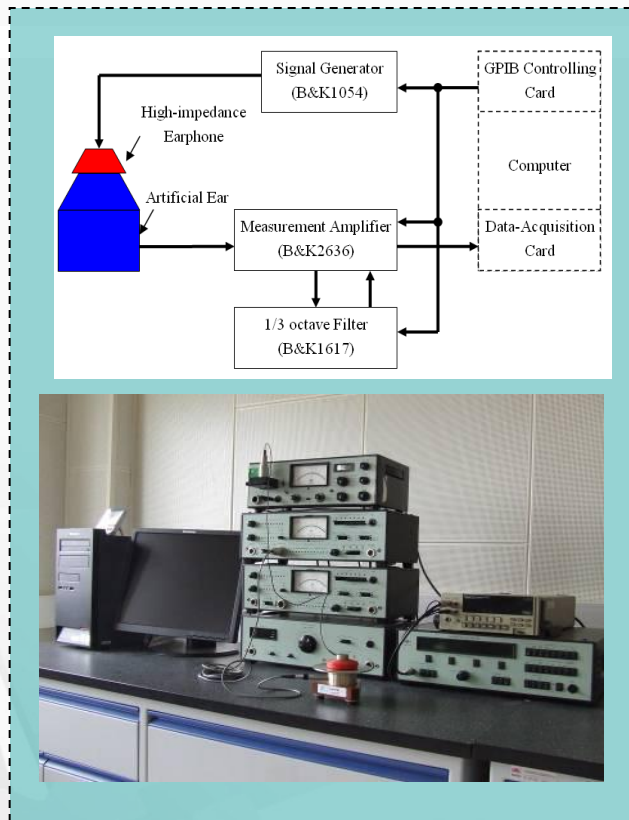 Signal Generator
(B&K1054)
GPIB Controlling
Card
High-impedance
Earphone
Computer
Artificial Ear
Measurement Amplifier
(B&K2636)
Data-Acquisition
Card
1/3 octave Filter
(B&K1617)